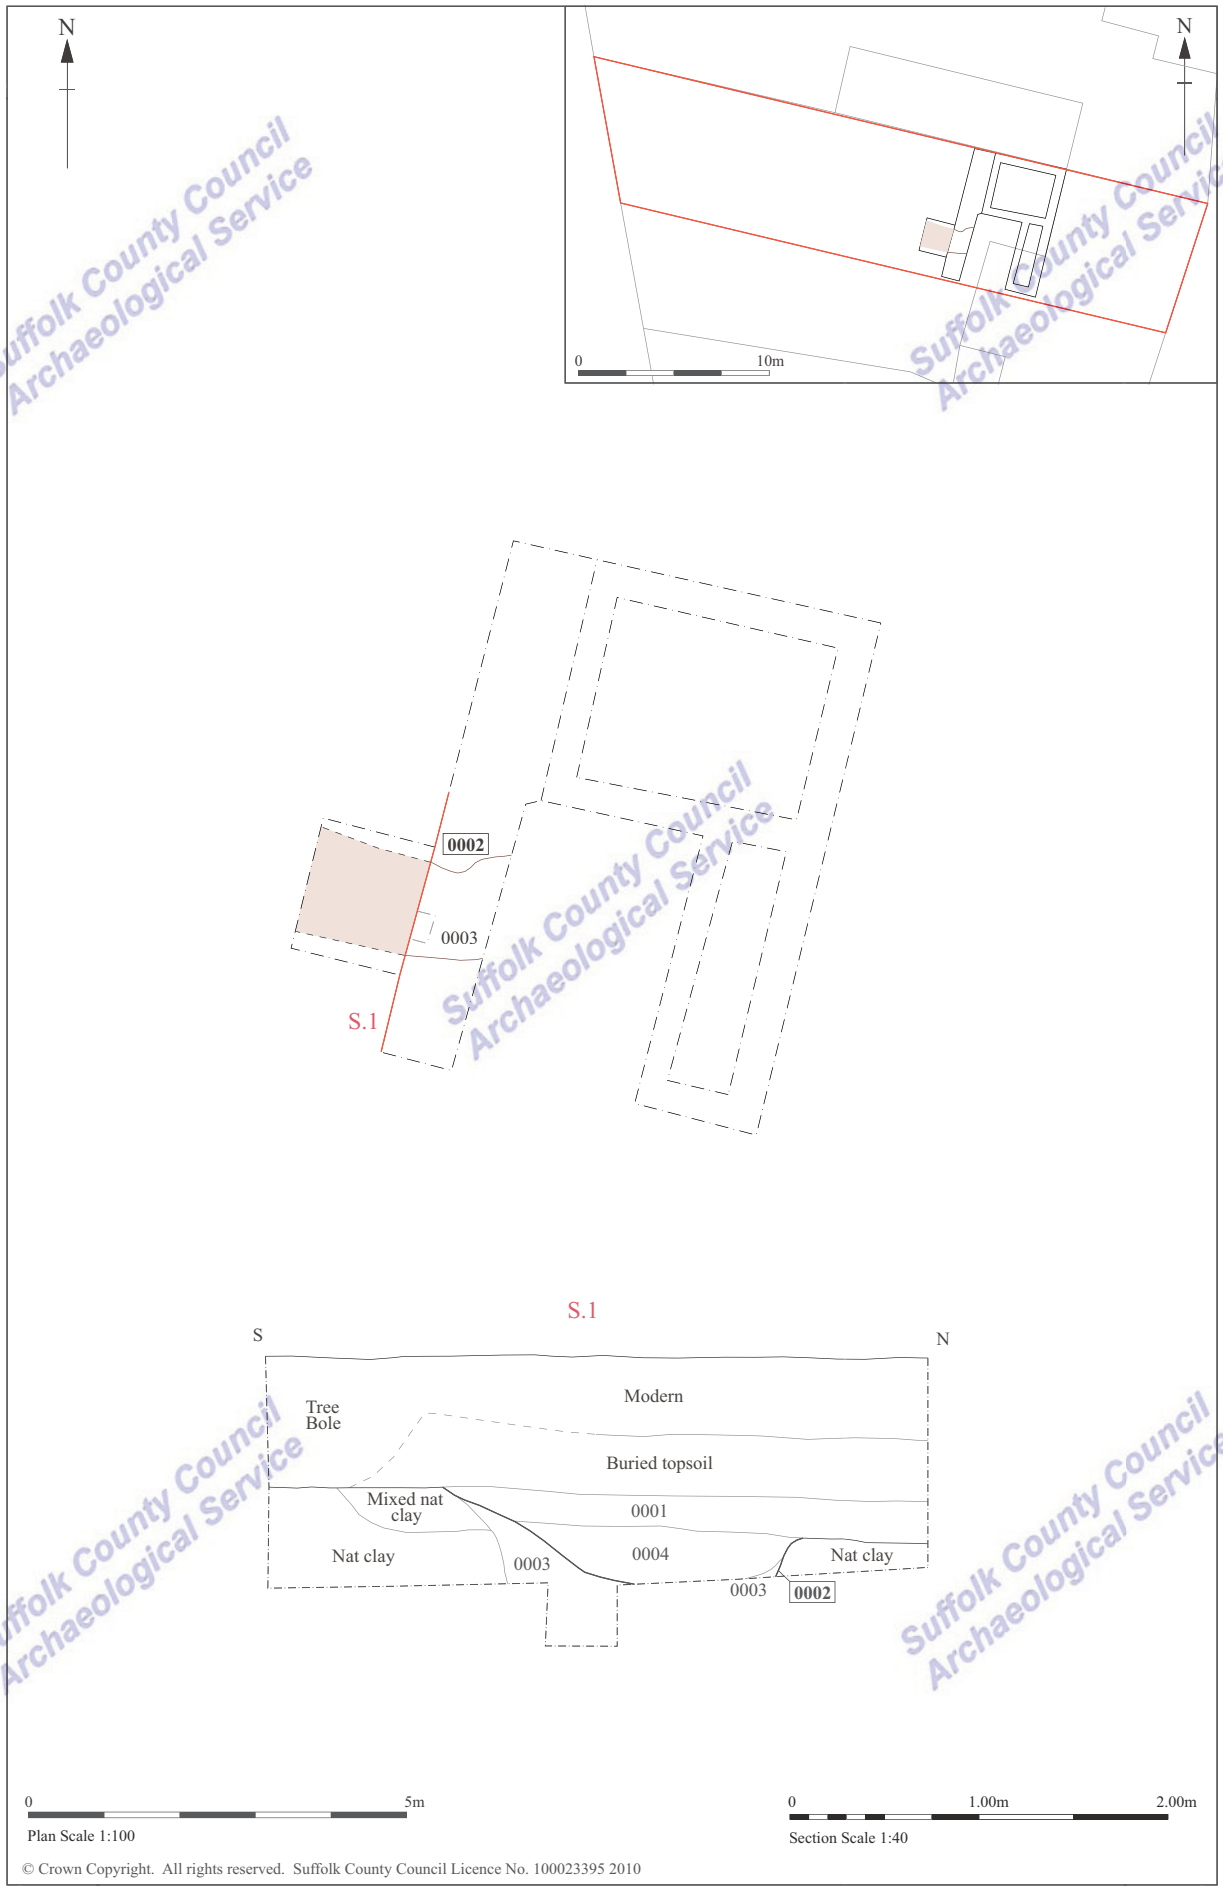 N
N
Suffolk County Council
Archaeological Service
Suffolk County Council
Archaeological Service
0 10m
0002
0003
S.1
Suffolk County Council
Archaeological Service
S.1
S
N
Modern
Tree
Bole
Buried topsoil
Mixed nat
clay
0001
Nat clay
0003
0004
Nat clay
0003
0002
Suffolk County Council
Archaeological Service
Suffolk County Council
Archaeological Service
0 5m
Plan Scale 1:100
0 1.00m 2.00m
Section Scale 1:40
© Crown Copyright. All rights reserved. Suffolk County Council Licence No. 100023395 2010